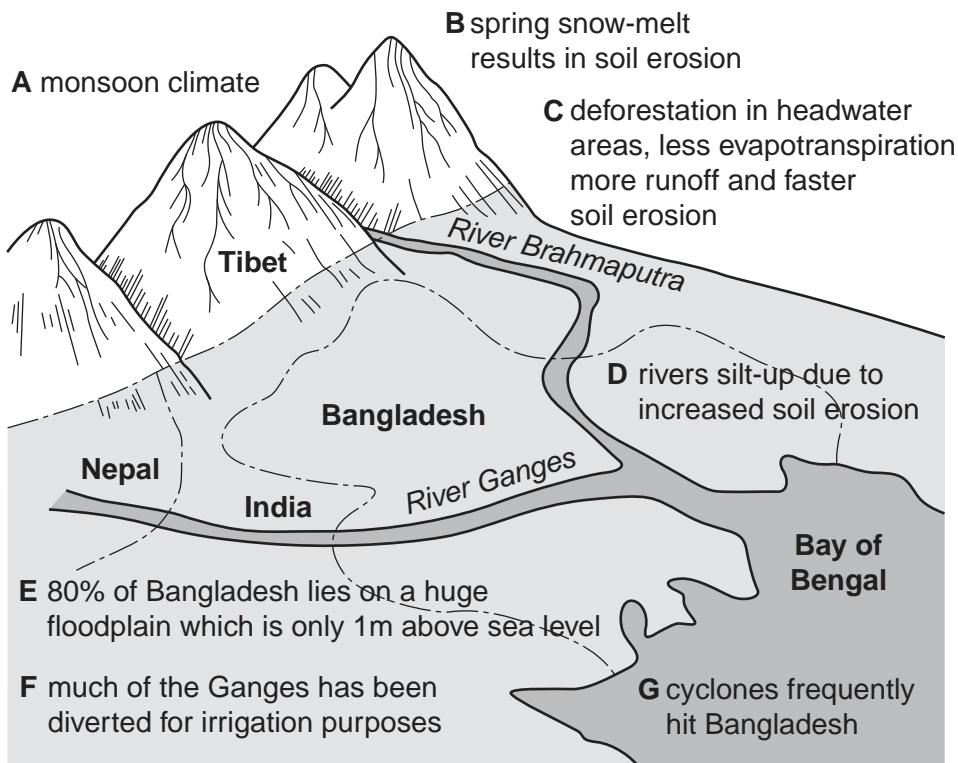 B spring snow-melt
results in soil erosion
A monsoon climate
C deforestation in headwater
areas, less evapotranspiration
more runoff and faster
soil erosion
River Brahmaputra
Tibet
D rivers silt-up due to
increased soil erosion
Bangladesh
Nepal
River Ganges
India
Bay of
Bengal
E 80% of Bangladesh lies on a huge
floodplain which is only 1m above sea level
F much of the Ganges has been
diverted for irrigation purposes
G cyclones frequently
hit Bangladesh